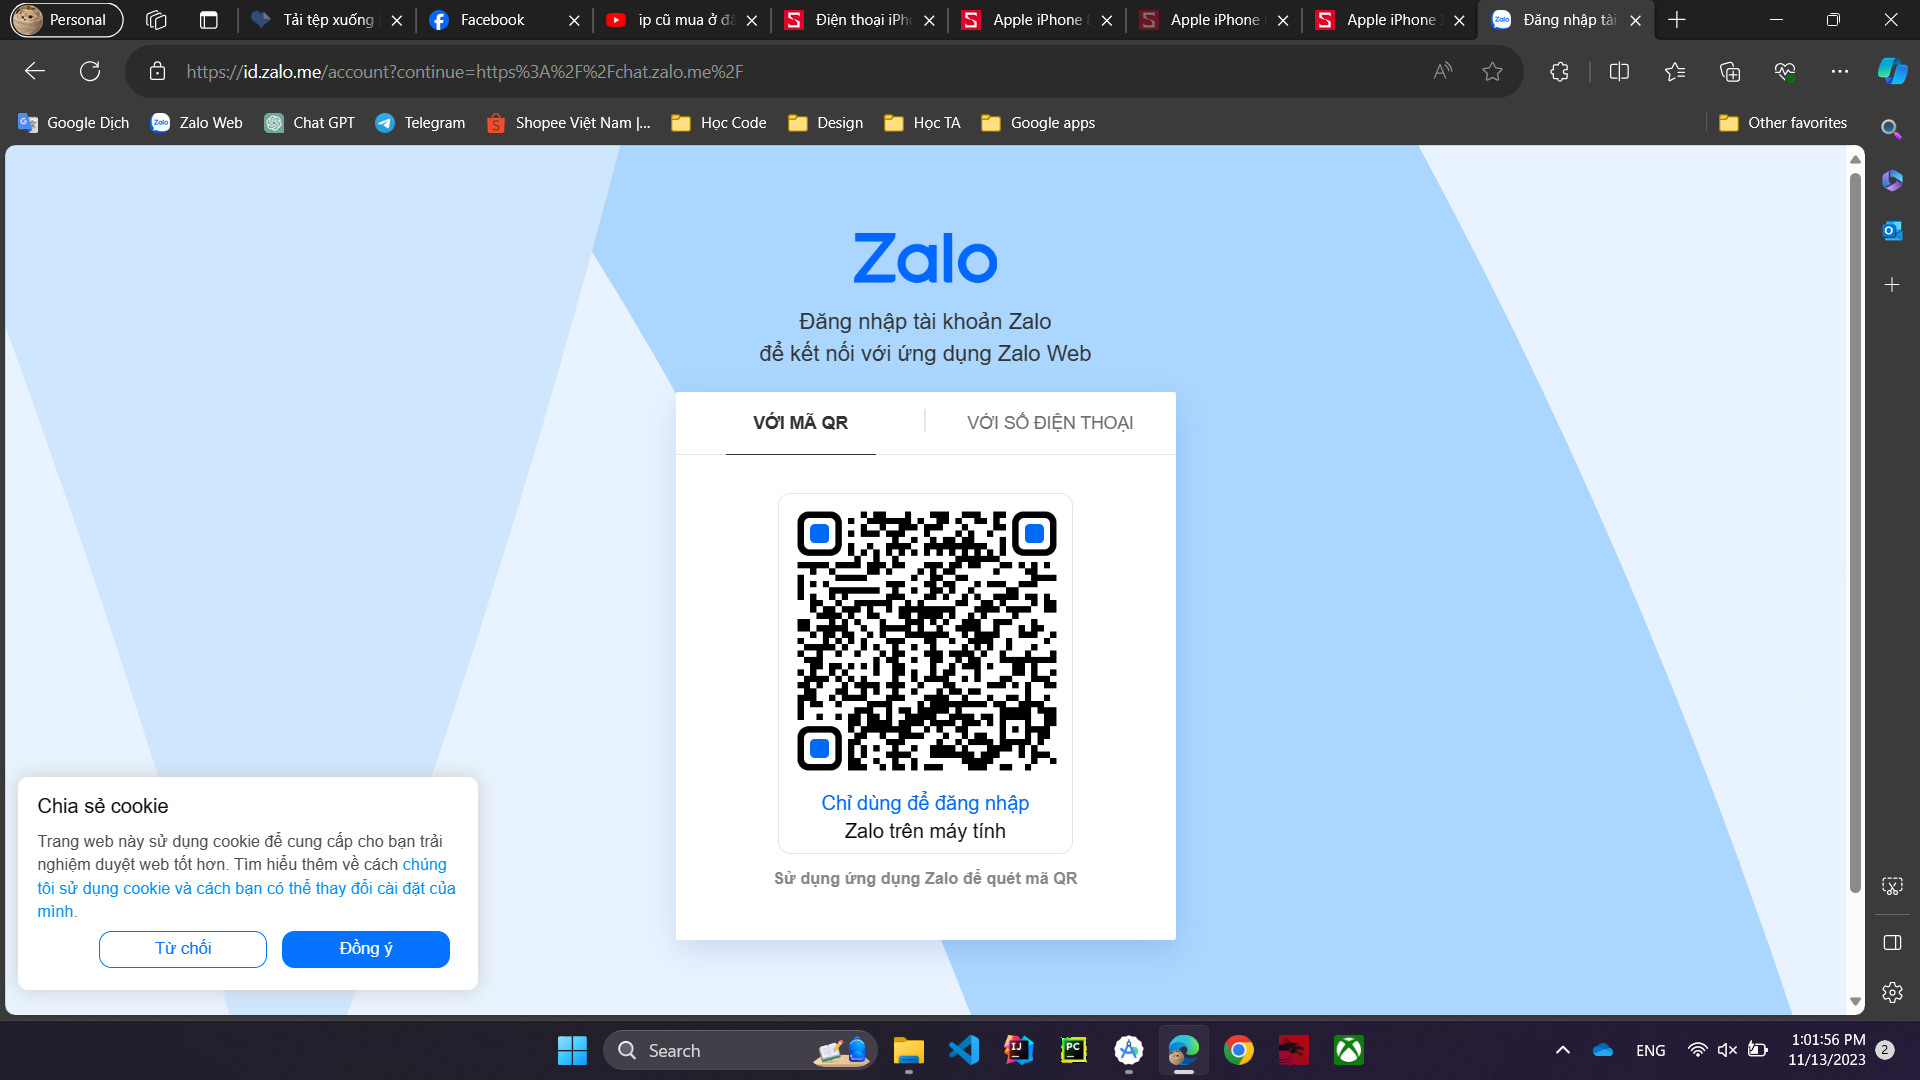 Personal
Tải tệp xuống
Facebook
ip cũ mua ở đâ
Điện thoại iPh
Apple iPhone
Apple iPhone
Apple iPhone
Đăng nhập tài
https://id.zalo.me/account?continue=https%3A%2F%2Fchat.zalo.me%2F
Google Dịch
Zalo Web
Chat GPT
Telegram
Shopee Việt Nam |...
Học Code
Design
Học TA
Google apps
Other favorites
Zalo
Đăng nhập tài khoản Zalo
để kết nối với ứng dụng Zalo Web
VỚI MÃ QR
VỚI SỐ ĐIỆN THOẠI
Chỉ dùng để đăng nhập
Zalo trên máy tính
Sử dụng ứng dụng Zalo để quét mã QR
Chia sẻ cookie
Trang web này sử dụng cookie để cung cấp cho bạn trải
nghiệm duyệt web tốt hơn. Tìm hiểu thêm về cách chúng
tôi sử dụng cookie và cách bạn có thể thay đổi cài đặt của
mình.
Từ chối
Đồng ý
Search
ENG
1:01:56 PM
11/13/2023
2